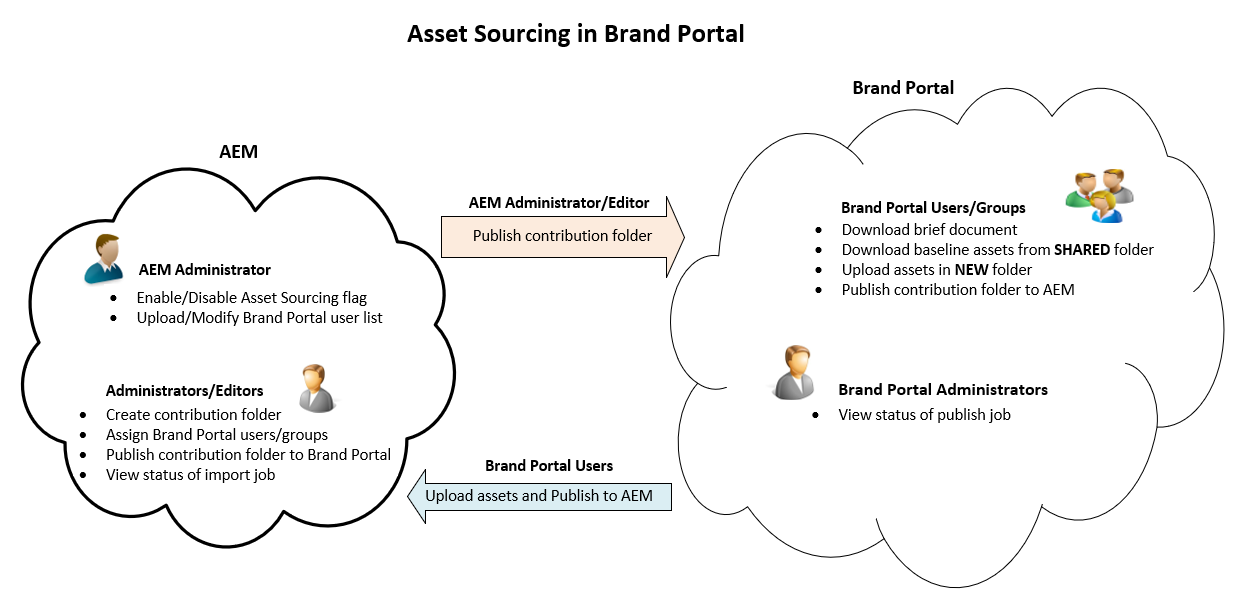 Asset Sourcing in Brand Portal
AEM
AEM Administrator
• Enable/Disable Asset Sourcing flag
• Upload/Modify Brand Portal user list
Administrators/Editors
• Create contribution folder
• Assign Brand Portal users/groups
• Publish contribution folder to Brand Portal
• View status of import job
AEM Administrator/Editor
Publish contribution folder
Brand Portal Users
Upload assets and Publish to AEM
Brand Portal
Brand Portal Users/Groups
• Download brief document
• Download baseline assets from SHARED folder
• Upload assets in NEW folder
• Publish contribution folder to AEM
Brand Portal Administrators
• View status of publish job